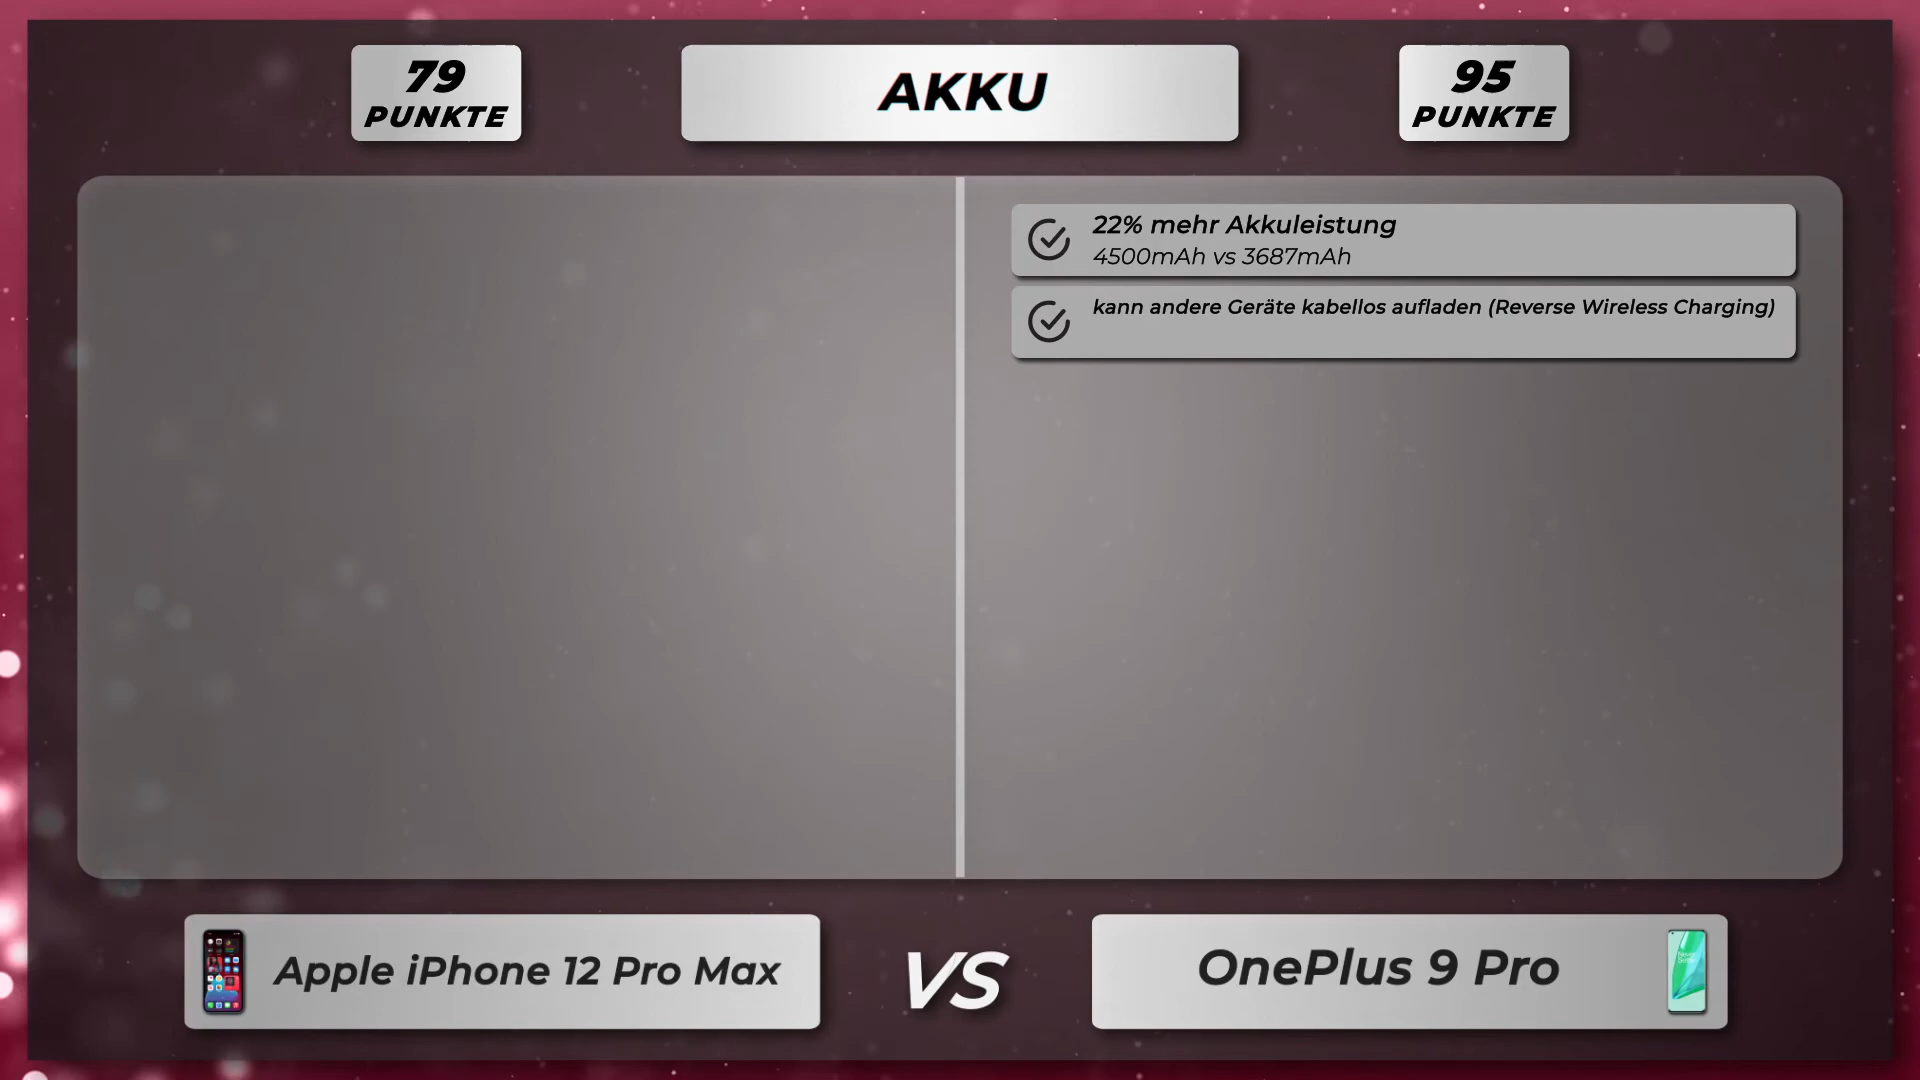 79
PUNKTE
AKKU
95
PUNKTE
22% mehr Akkuleistung
4500mAh vs 3687mAh
kann andere Geräte kabellos aufladen (Reverse Wireless Charging)
Apple iPhone 12 Pro Max
VS
OnePlus 9 Pro